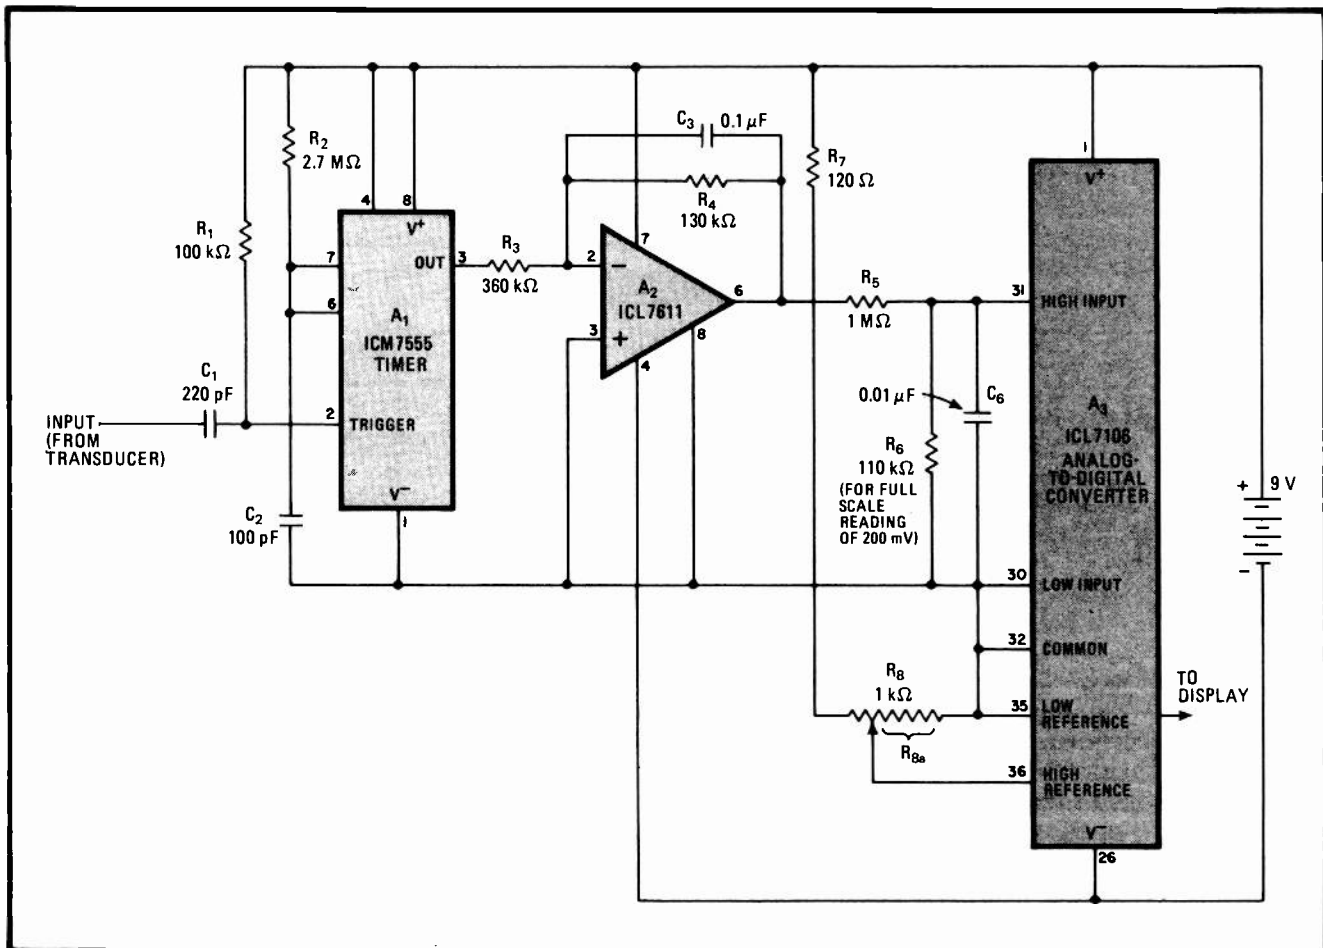 R2
2.7 MΩ
R1
100 kΩ
C1
220 pF
INPUT
(FROM
TRANSDUCER)
C2
100 pF
4
8
7
6
2
3
1
V+
OUT
A1
ICM7555
TIMER
TRIGGER
V−
R3
360 kΩ
C3
0.1 µF
R4
130 kΩ
2
3
7
6
8
4
−
+
A2
ICL7611
R7
120 Ω
R5
1 MΩ
0.01 µF
C6
R6
110 kΩ
(FOR FULL
SCALE
READING
OF 200 mV)
R8
1 kΩ
R8a
1
31
30
32
35
36
26
V+
HIGH INPUT
A3
ICL7106
ANALOG-
TO-DIGITAL
CONVERTER
LOW INPUT
COMMON
LOW
REFERENCE
HIGH
REFERENCE
V−
TO
DISPLAY
+
9 V
−